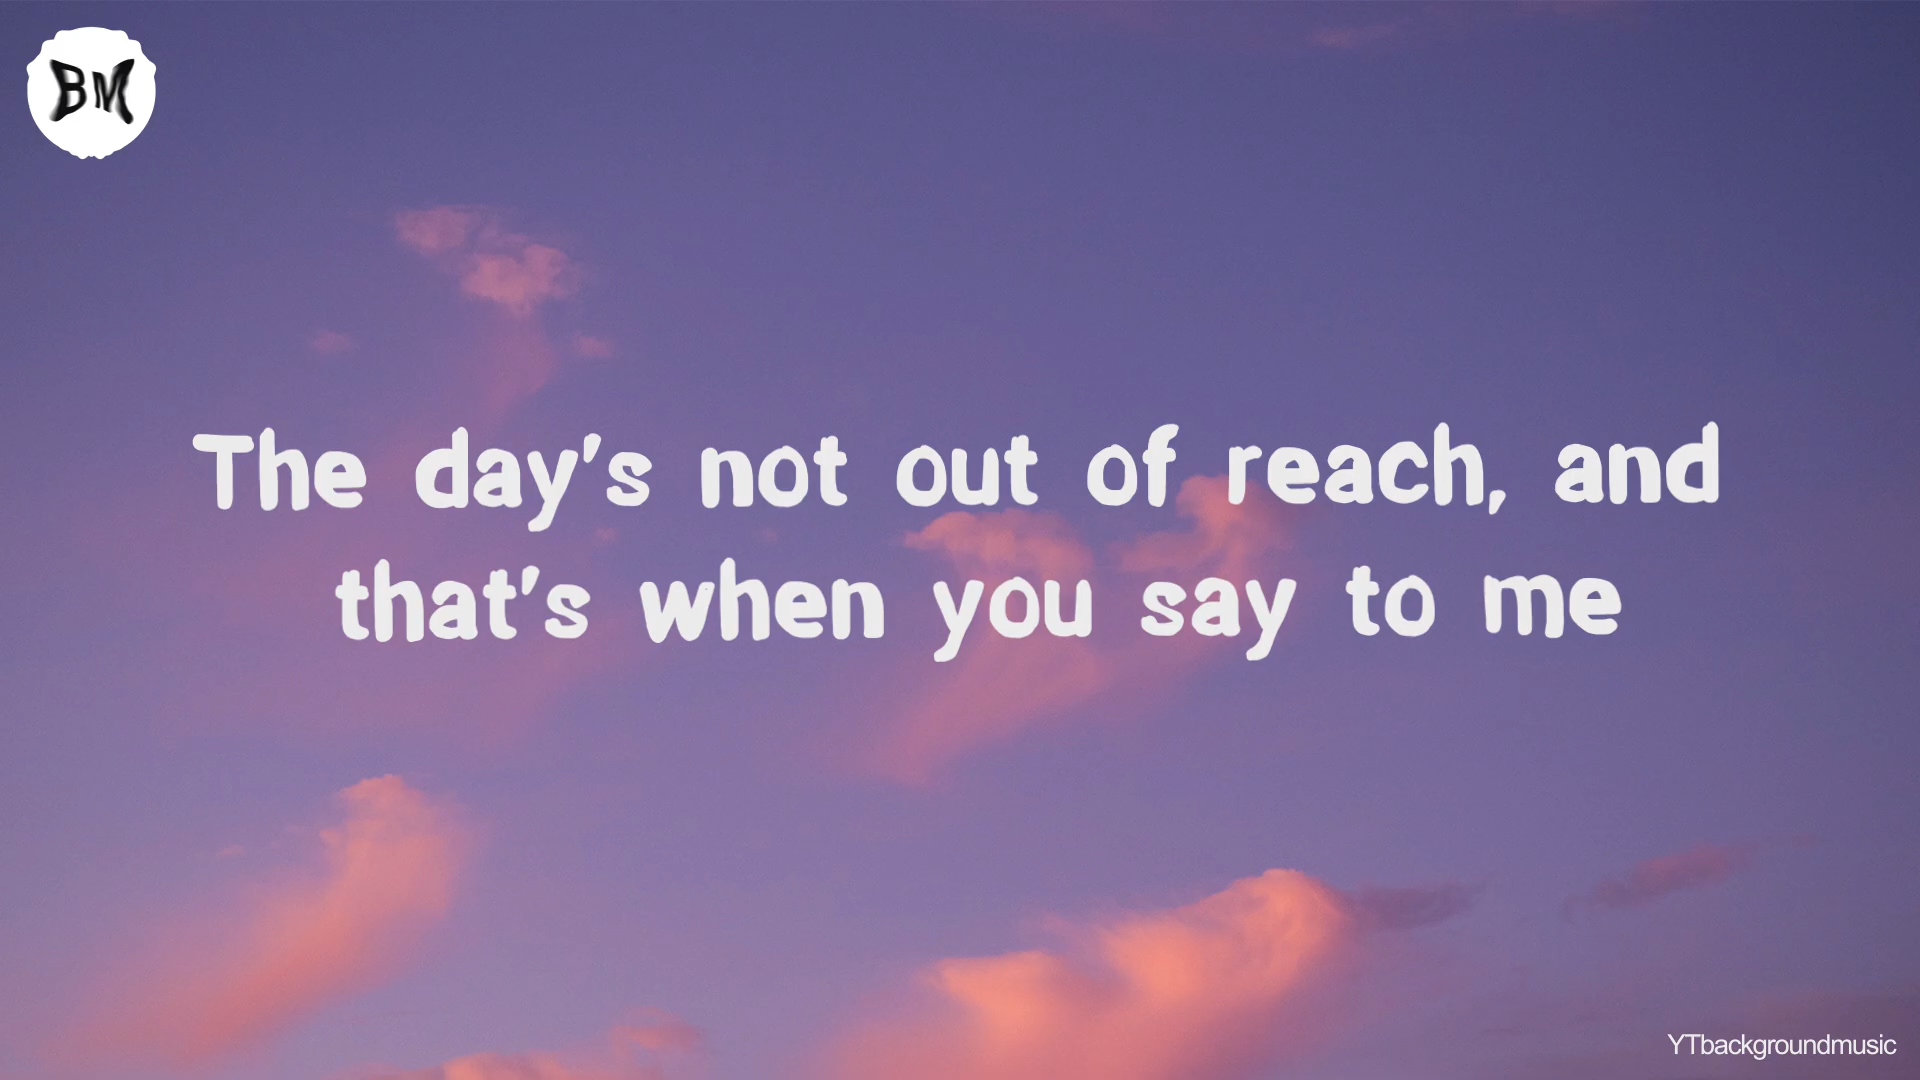 BM
The day's not out of reach, and
that's when you say to me
YTbackgroundmusic